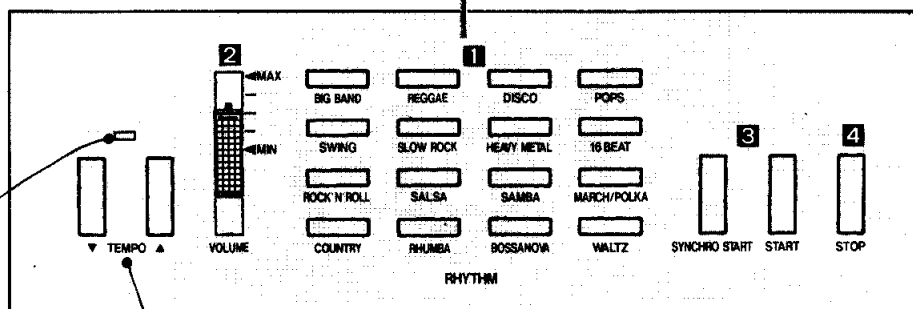 1
2
◄MAX
BIG BAND REGGAE DISCO POPS
3 4
◄MIN
SWING SLOW ROCK HEAVY METAL 16 BEAT
ROCK'N'ROLL SALSA SAMBA MARCH/POLKA
▼ TEMPO ▲ VOLUME COUNTRY RHUMBA BOSSANOVA WALTZ SYNCHRO START START STOP
RHYTHM